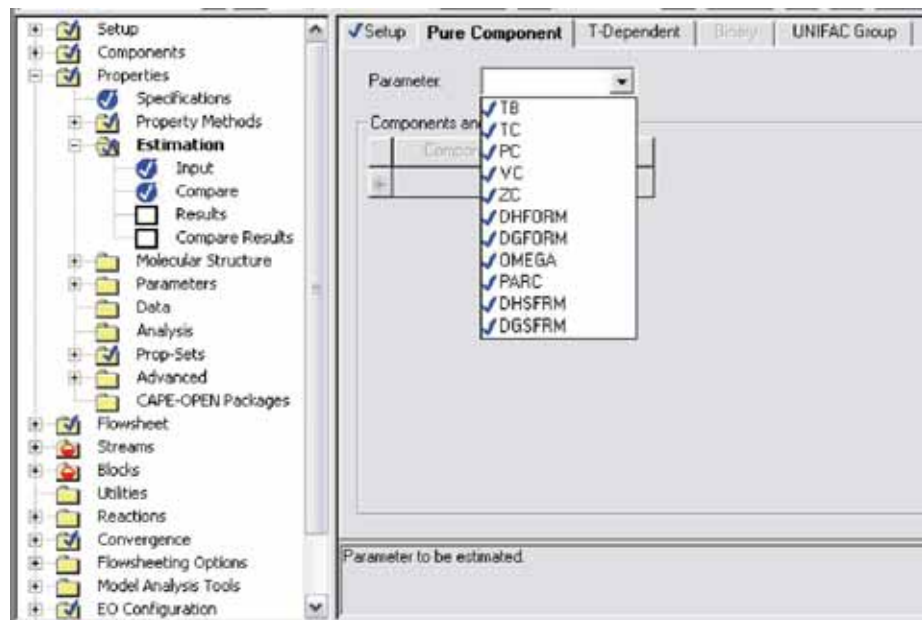 Setup
Components
Properties
Specifications
Property Methods
Estimation
Input
Compare
Results
Compare Results
Molecular Structure
Parameters
Data
Analysis
Prop-Sets
Advanced
CAPE-OPEN Packages
Flowsheet
Streams
Blocks
Utilities
Reactions
Convergence
Flowsheeting Options
Model Analysis Tools
EO Configuration
Setup Pure Component T-Dependent Binary UNIFAC Group
Parameter:
Components an
Compon
TB
TC
PC
VC
ZC
DHFORM
DGFORM
OMEGA
PARC
DHSFRM
DGSFRM
Parameter to be estimated.